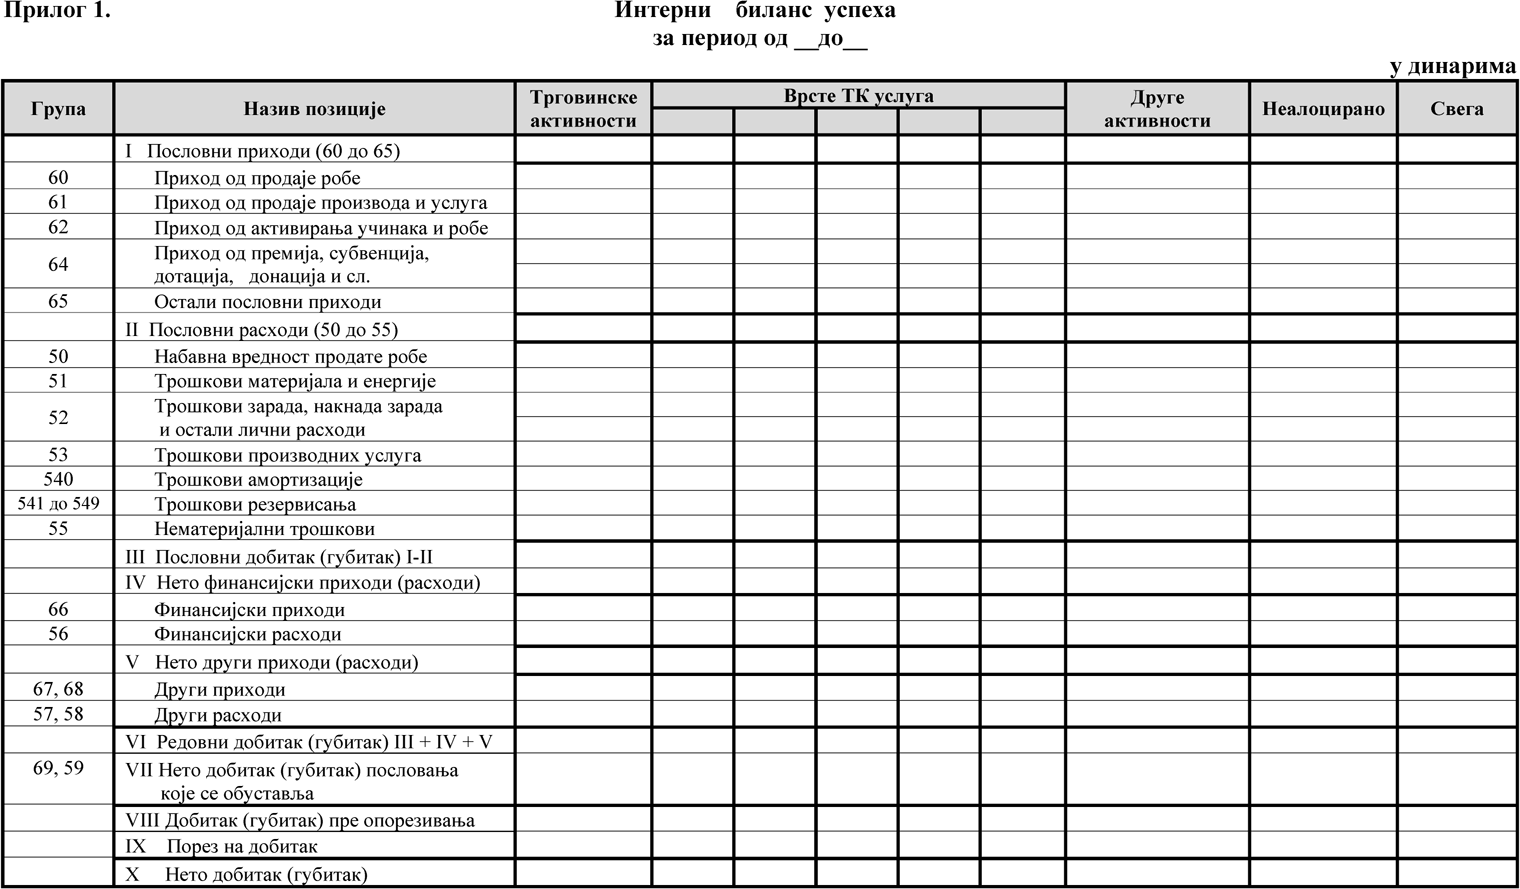 Прилог 1.
Интерни биланс успеха
за период од __до__
у динарима
Група
Назив позиције
Трговинске
активности
Врсте ТК услуга
Друге
активности
Неалоцирано
Свега
I Пословни приходи (60 до 65)
60 Приход од продаје робе
61 Приход од продаје производа и услуга
62 Приход од активирања учинака и робе
64 Приход од премија, субвенција,
дотација, донација и сл.
65 Остали пословни приходи
II Пословни расходи (50 до 55)
50 Набавна вредност продате робе
51 Трошкови материјала и енергије
52 Трошкови зарада, накнада зарада
и остали лични расходи
53 Трошкови производних услуга
540 Трошкови амортизације
541 до 549 Трошкови резервисања
55 Нематеријални трошкови
III Пословни добитак (губитак) I-II
IV Нето финансијски приходи (расходи)
66 Финансијски приходи
56 Финансијски расходи
V Нето други приходи (расходи)
67, 68 Други приходи
57, 58 Други расходи
VI Редовни добитак (губитак) III + IV + V
69, 59 VII Нето добитак (губитак) пословања
које се обуставља
VIII Добитак (губитак) пре опорезивања
IX Порез на добитак
X Нето добитак (губитак)